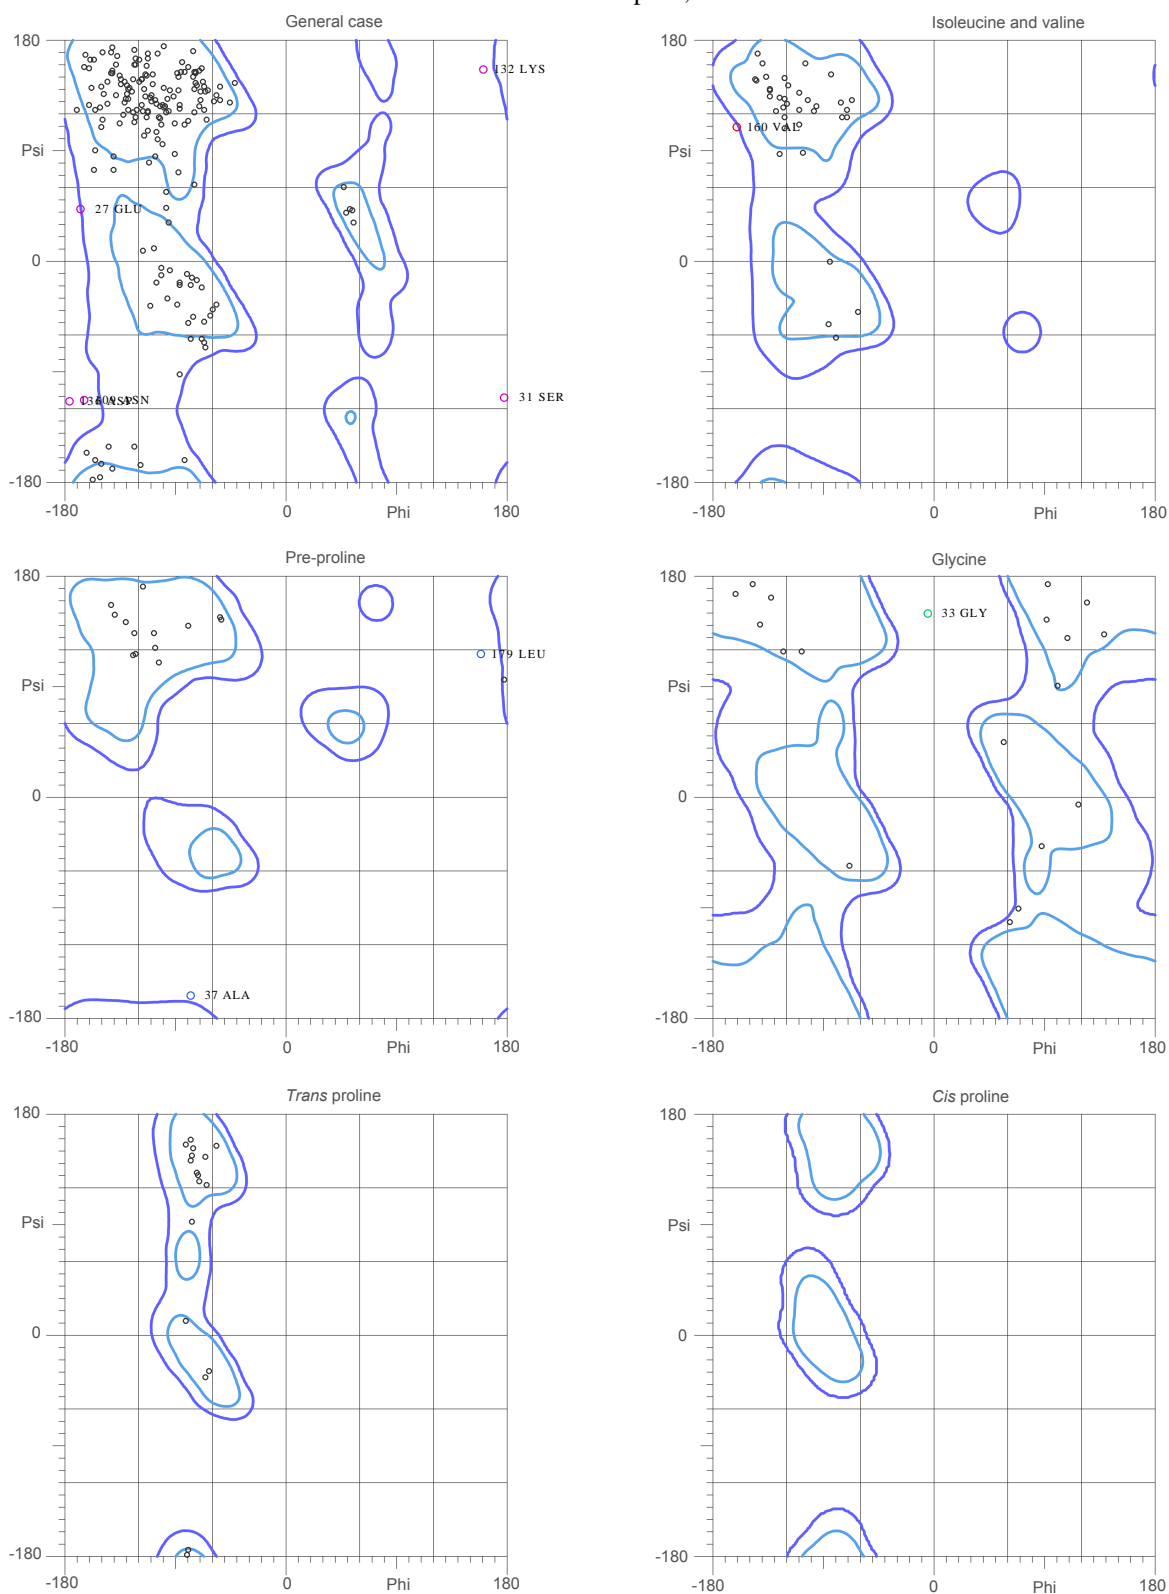 General case
180
Psi
0
-180
-180
0
Phi
180
132 LYS
27 GLU
ASN
31 SER
Isoleucine and valine
180
Psi
0
-180
-180
0
Phi
180
160 VAL
Pre-proline
180
Psi
0
-180
-180
0
Phi
180
179 LEU
37 ALA
Glycine
180
Psi
0
-180
-180
0
Phi
180
33 GLY
Trans proline
180
Psi
0
-180
-180
0
Phi
180
Cis proline
180
Psi
0
-180
-180
0
Phi
180